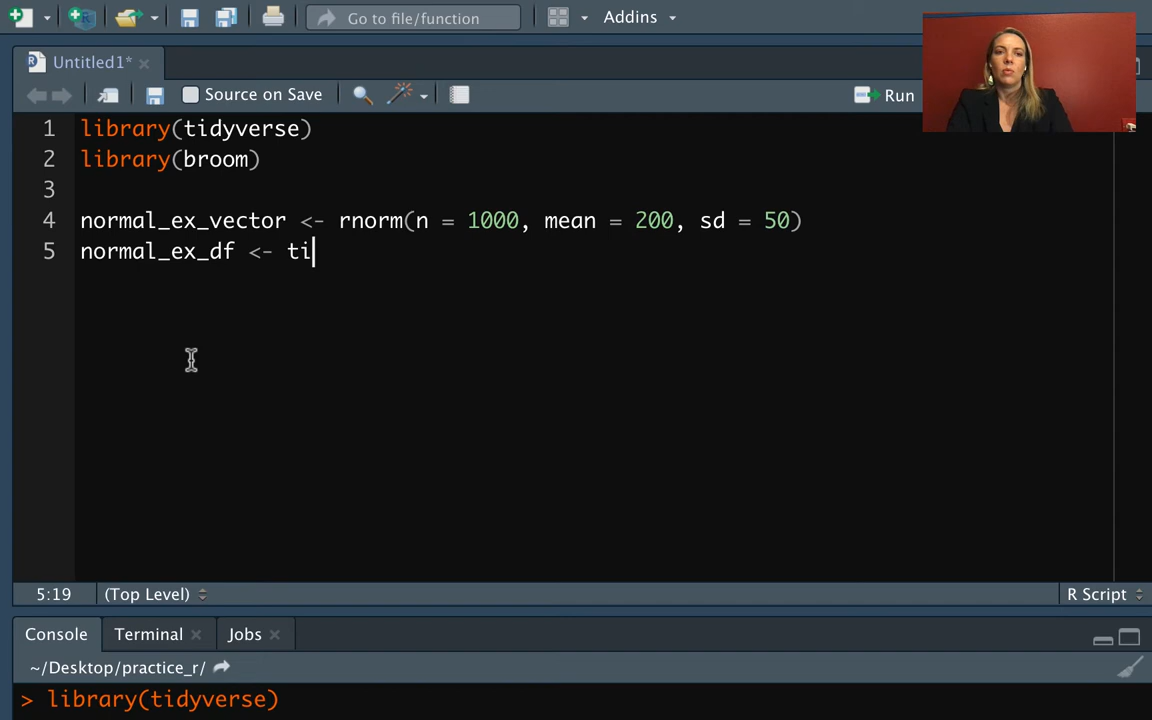 Go to file/function
Addins
Untitled1*
Source on Save
Run
1 library(tidyverse)
2 library(broom)
3
4 normal_ex_vector <- rnorm(n = 1000, mean = 200, sd = 50)
5 normal_ex_df <- ti
5:19
(Top Level)
R Script
Console
Terminal
Jobs
~/Desktop/practice_r/
> library(tidyverse)